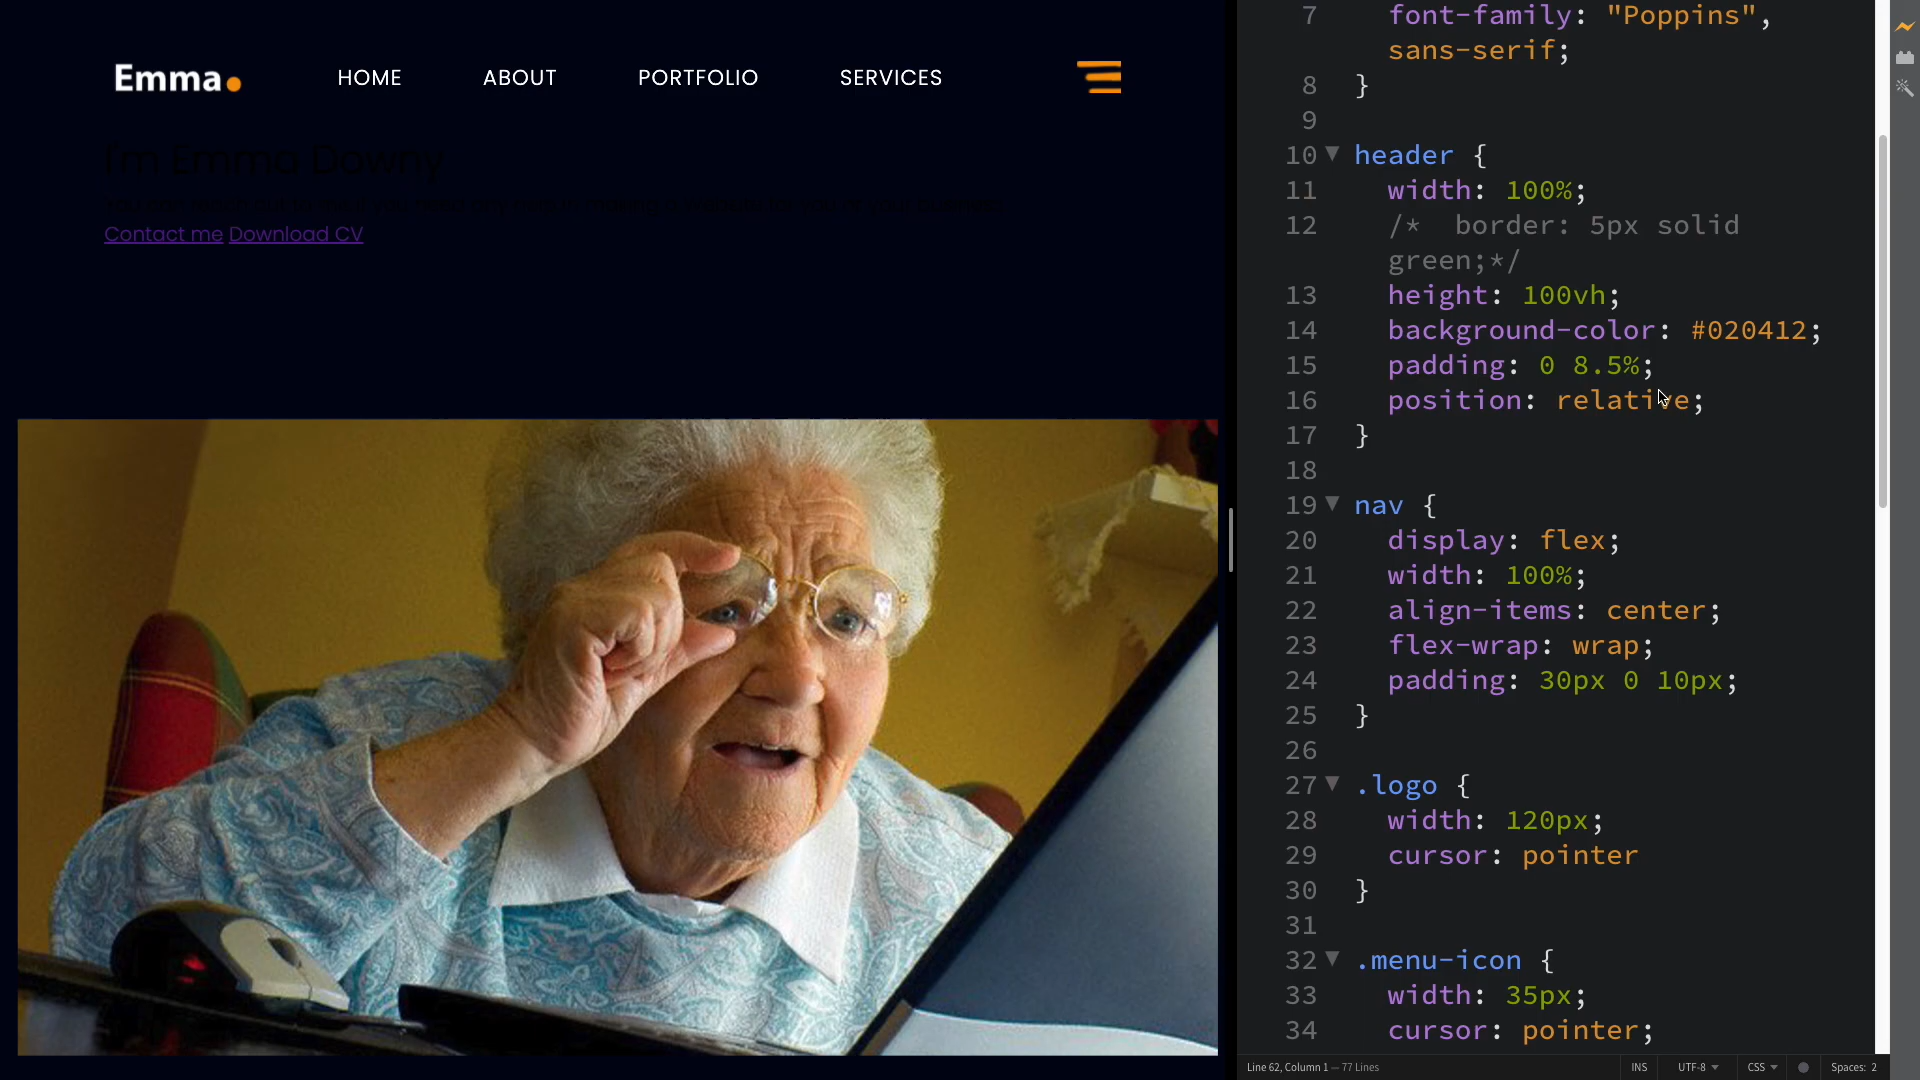 Emma.
HOME ABOUT PORTFOLIO SERVICES
I'm Emma Downy
Contact me Download CV
7 font-family: "Poppins",
sans-serif;
8 }
9
10 header {
11 width: 100%;
12 /*  border: 5px solid
green;*/
13 height: 100vh;
14 background-color: #020412;
15 padding: 0 8.5%;
16 position: relative;
17 }
18
19 nav {
20 display: flex;
21 width: 100%;
22 align-items: center;
23 flex-wrap: wrap;
24 padding: 30px 0 10px;
25 }
26
27 .logo {
28 width: 120px;
29 cursor: pointer
30 }
31
32 .menu-icon {
33 width: 35px;
34 cursor: pointer;
Line 62, Column 1 — 77 Lines INS UTF-8 CSS Spaces: 2